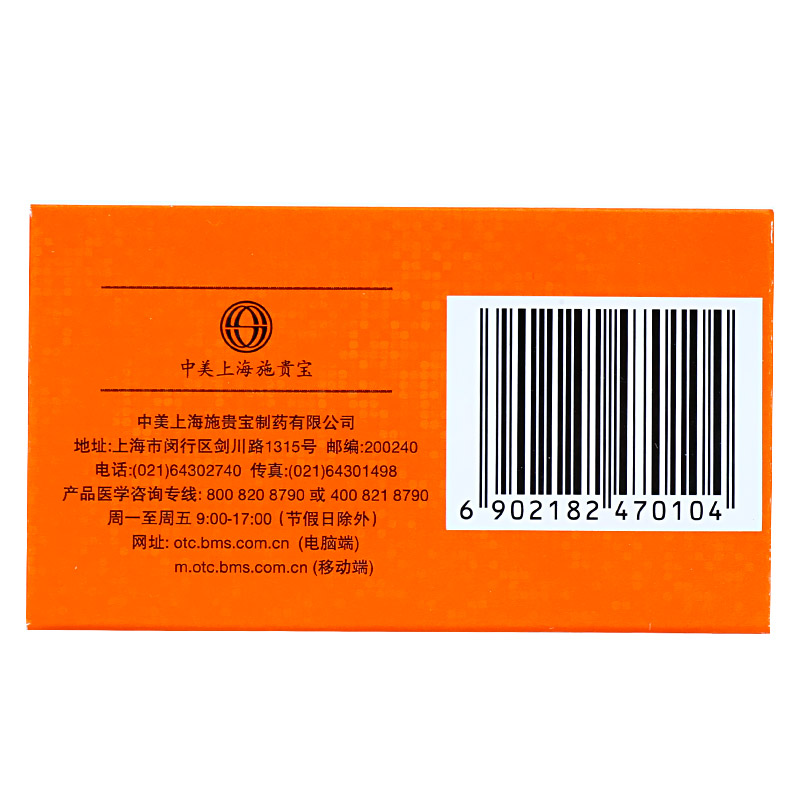 中美上海施贵宝
中美上海施贵宝制药有限公司
地址:上海市闵行区剑川路1315号 邮编:200240
电话:(021)64302740 传真:(021)64301498
产品医学咨询专线: 800 820 8790 或 400 821 8790
周一至周五 9:00-17:00 (节假日除外)
网址: otc.bms.com.cn (电脑端)
m.otc.bms.com.cn (移动端)
6 902182 470104